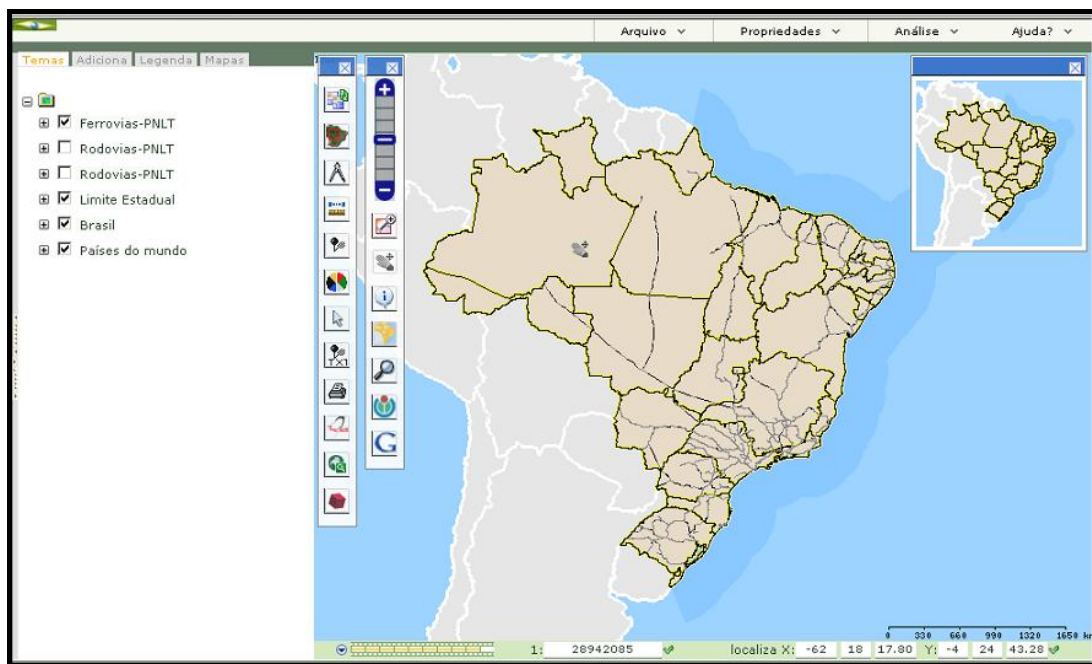 Arquivo
Propriedades
Análise
Ajuda?
Temas
Adiciona
Legenda
Mapas
Ferrovias-PNLT
Rodovias-PNLT
Rodovias-PNLT
Limite Estadual
Brasil
Países do mundo
i
T
G
0 330 660 990 1320 1650 km
1: 28942085
localiza X: -62 18 17.80 Y: -4 24 43.28